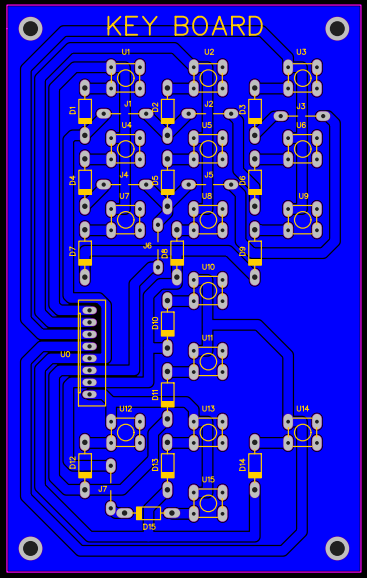 KEY BOARD
U1 U2 U3
D1 J1 D2 J2 D3 J3
U4 U5 U6
D4 J4 U5 J5 D6
U7 U8 U9
D7 J6 D8 D9
U10
D10
U0 U11
D11
U12 U13 U14
D12 D13 D14
J7 U15
D15